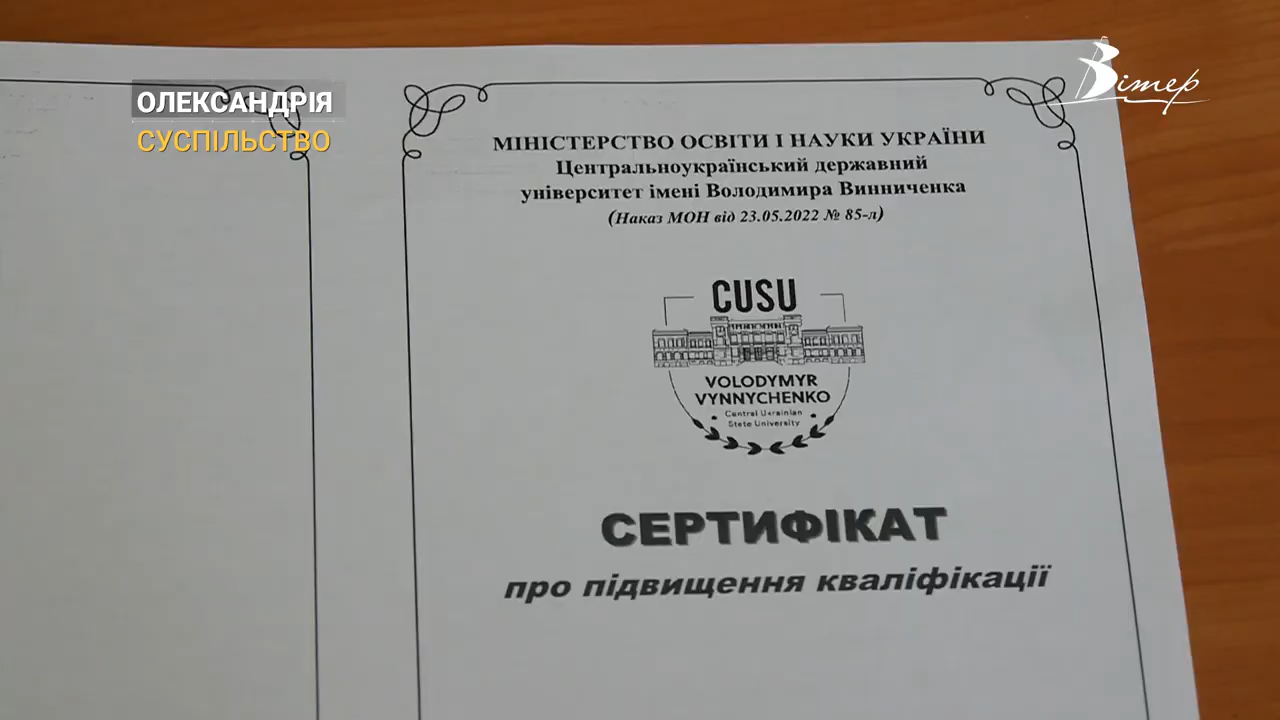 ОЛЕКСАНДРІЯ
СУСПІЛЬСТВО
Вітер
МІНІСТЕРСТВО ОСВІТИ І НАУКИ УКРАЇНИ
Центральноукраїнський державний
університет імені Володимира Винниченка
(Наказ МОН від 23.05.2022 № 85-л)
CUSU
VOLODYMYR
VYNNYCHENKO
Central Ukrainian
State University
СЕРТИФІКАТ
про підвищення кваліфікації